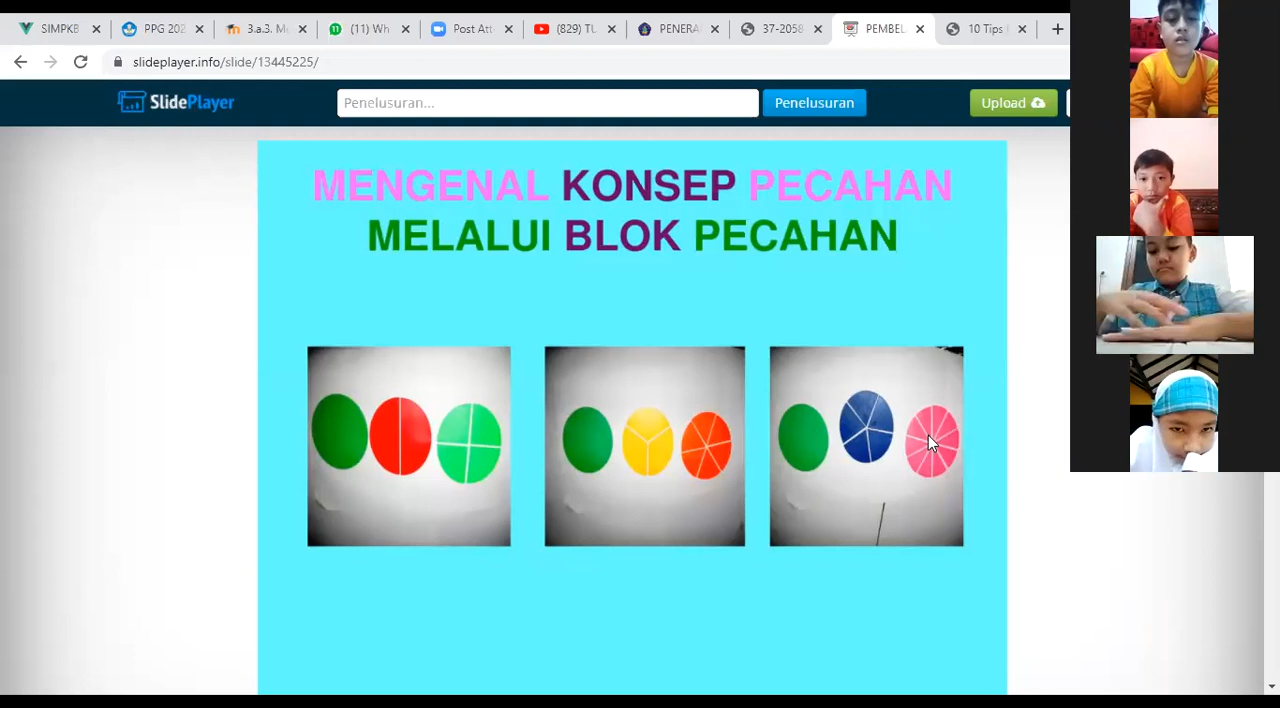 SIMPKB
PPG 202
3.a.3. M
(11) Wh
Post Att
(829) TU
PENERA
37-2058
PEMBEL
10 Tips
slideplayer.info/slide/13445225/
SlidePlayer
Penelusuran...
Penelusuran
Upload
MENGENAL KONSEP PECAHAN
MELALUI BLOK PECAHAN